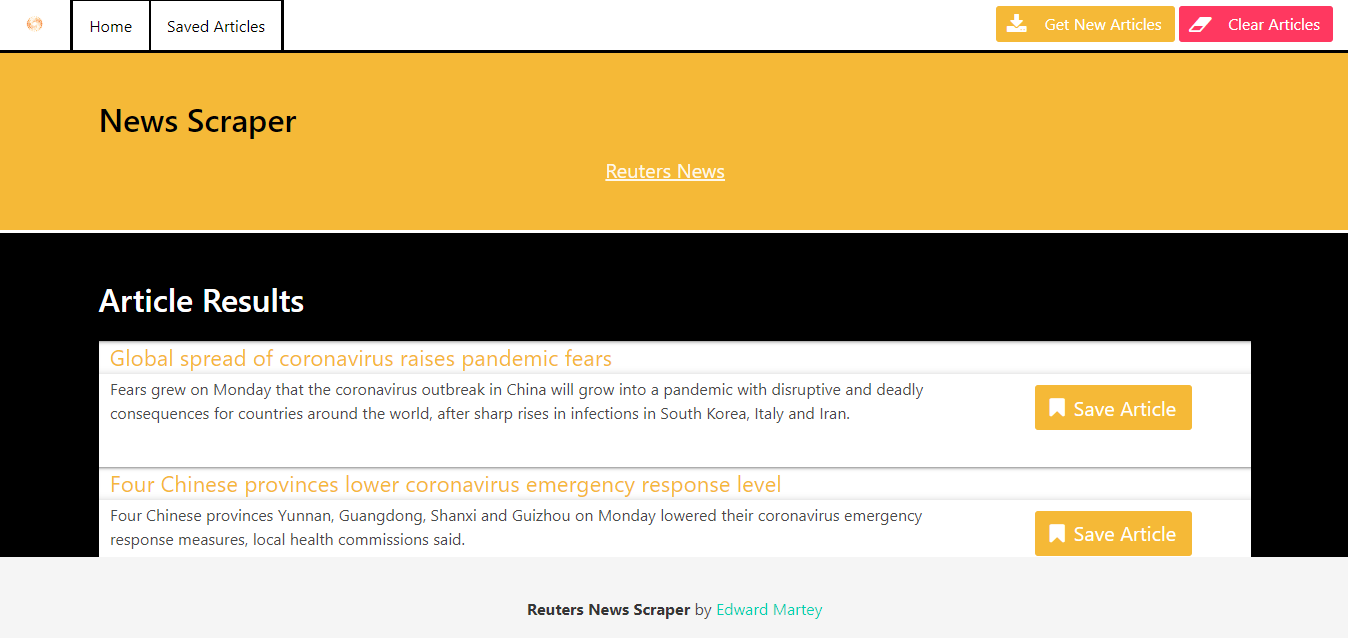 Home
Saved Articles
Get New Articles
Clear Articles
News Scraper
Reuters News
Article Results
Global spread of coronavirus raises pandemic fears
Fears grew on Monday that the coronavirus outbreak in China will grow into a pandemic with disruptive and deadly
consequences for countries around the world, after sharp rises in infections in South Korea, Italy and Iran.
Save Article
Four Chinese provinces lower coronavirus emergency response level
Four Chinese provinces Yunnan, Guangdong, Shanxi and Guizhou on Monday lowered their coronavirus emergency
response measures, local health commissions said.
Save Article
Reuters News Scraper by Edward Martey